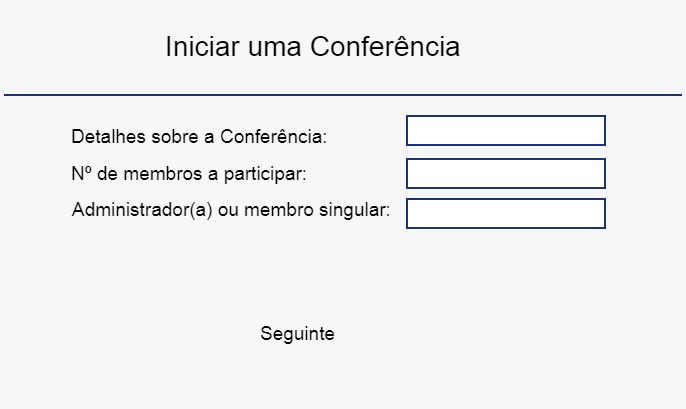 Iniciar uma Conferência
Detalhes sobre a Conferência:
Nº de membros a participar:
Administrador(a) ou membro singular:
Seguinte